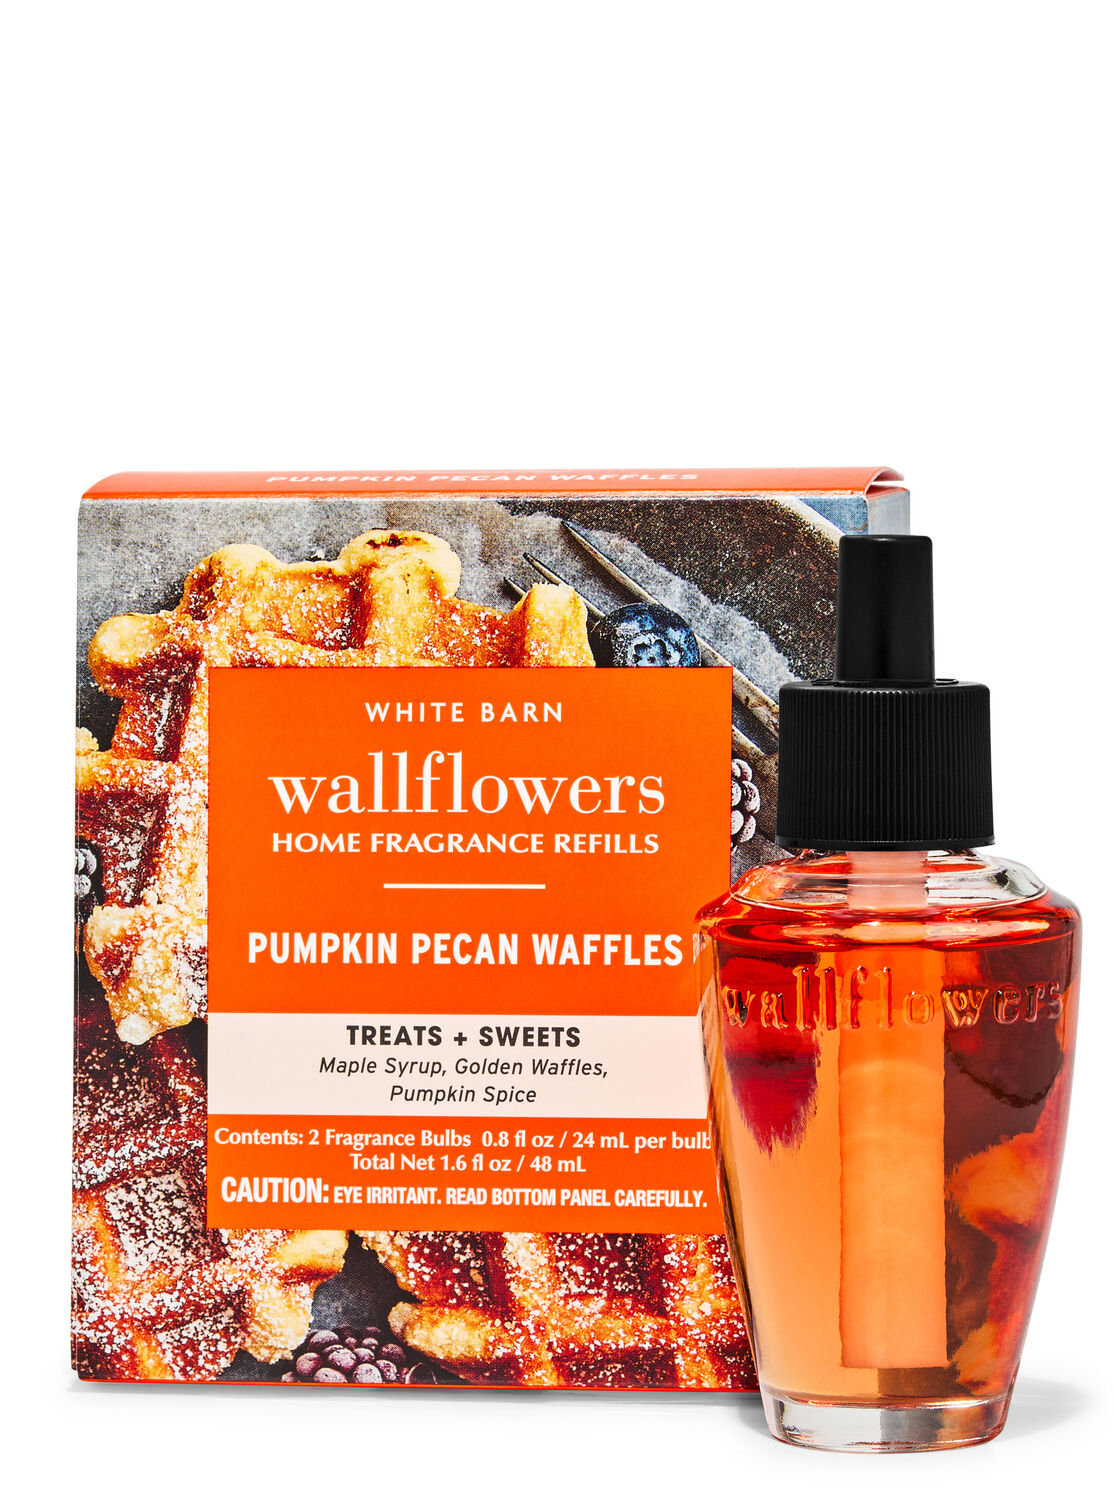 PUMPKIN PECAN WAFFLES
WHITE BARN
wallflowers
HOME FRAGRANCE REFILLS
PUMPKIN PECAN WAFFLES
TREATS + SWEETS
Maple Syrup, Golden Waffles,
Pumpkin Spice
Contents: 2 Fragrance Bulbs 0.8 fl oz / 24 mL per bulb
Total Net 1.6 fl oz / 48 mL
CAUTION: EYE IRRITANT. READ BOTTOM PANEL CAREFULLY.
wallflowers